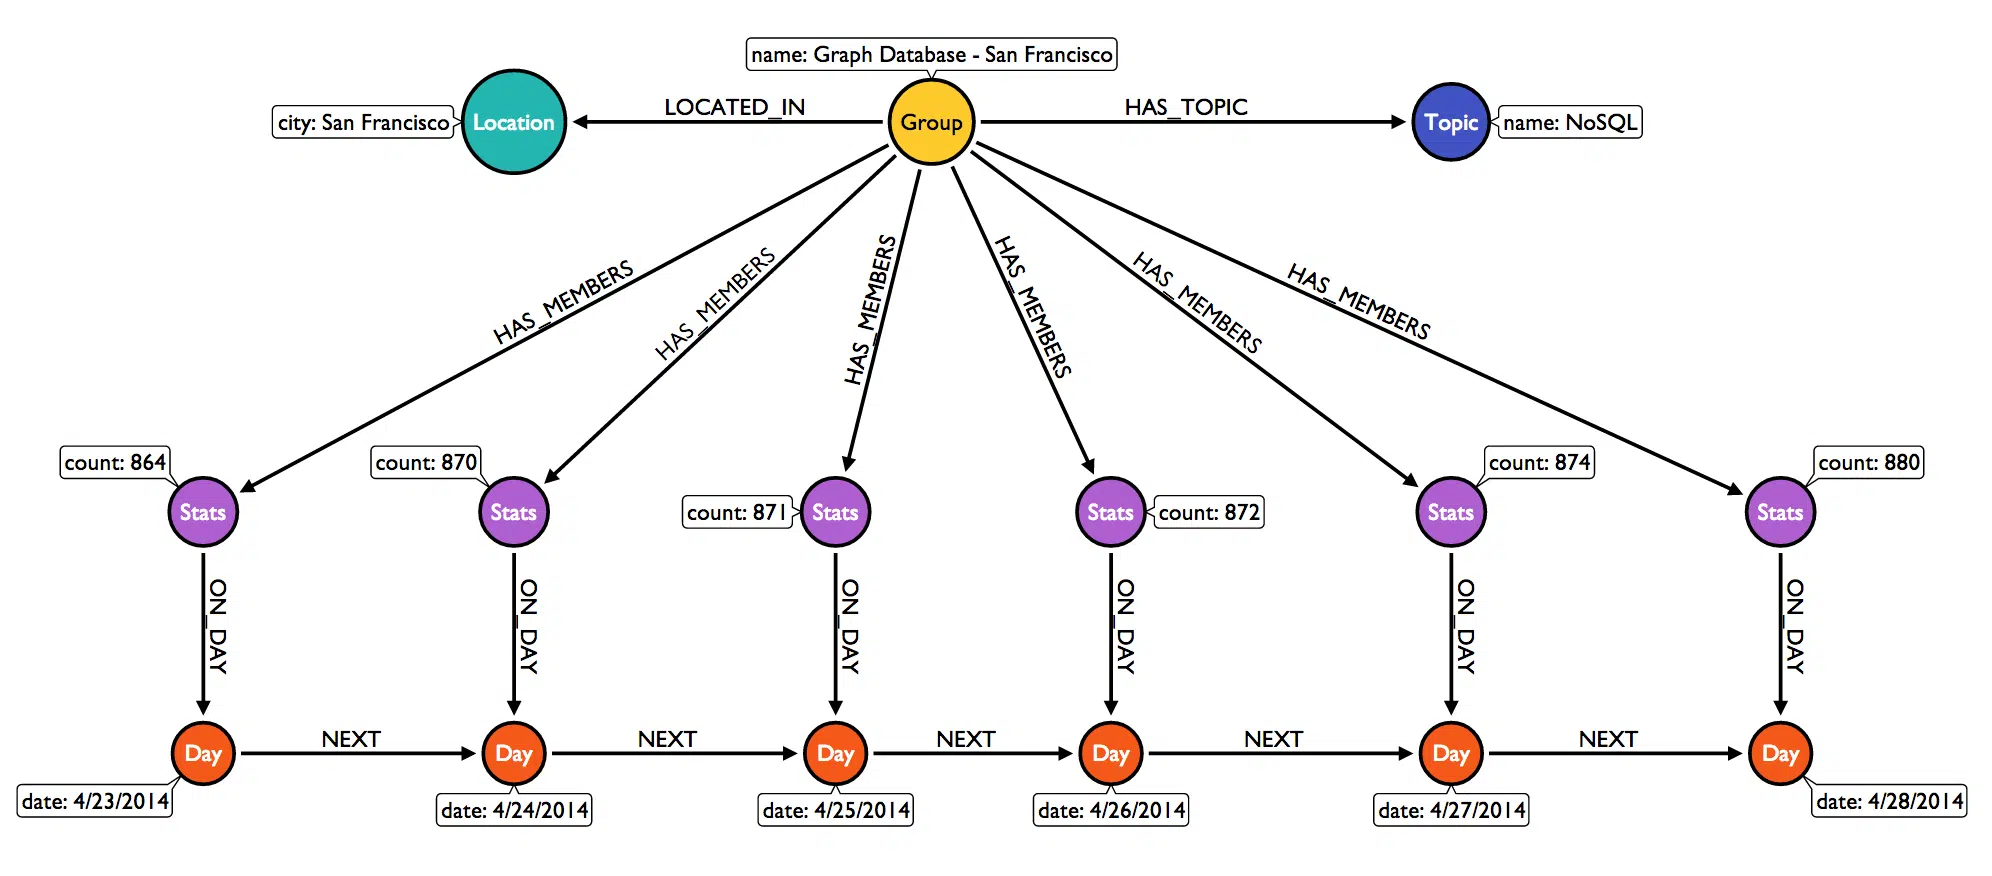 name: Graph Database - San Francisco
city: San Francisco
Location
LOCATED_IN
Group
HAS_TOPIC
Topic
name: NoSQL
HAS_MEMBERS
HAS_MEMBERS
HAS_MEMBERS
HAS_MEMBERS
HAS_MEMBERS
HAS_MEMBERS
count: 864
Stats
count: 870
Stats
count: 871
Stats
Stats
count: 872
count: 874
Stats
count: 880
Stats
ON_DAY
ON_DAY
ON_DAY
ON_DAY
ON_DAY
ON_DAY
Day
NEXT
Day
NEXT
Day
NEXT
Day
NEXT
Day
NEXT
Day
date: 4/23/2014
date: 4/24/2014
date: 4/25/2014
date: 4/26/2014
date: 4/27/2014
date: 4/28/2014